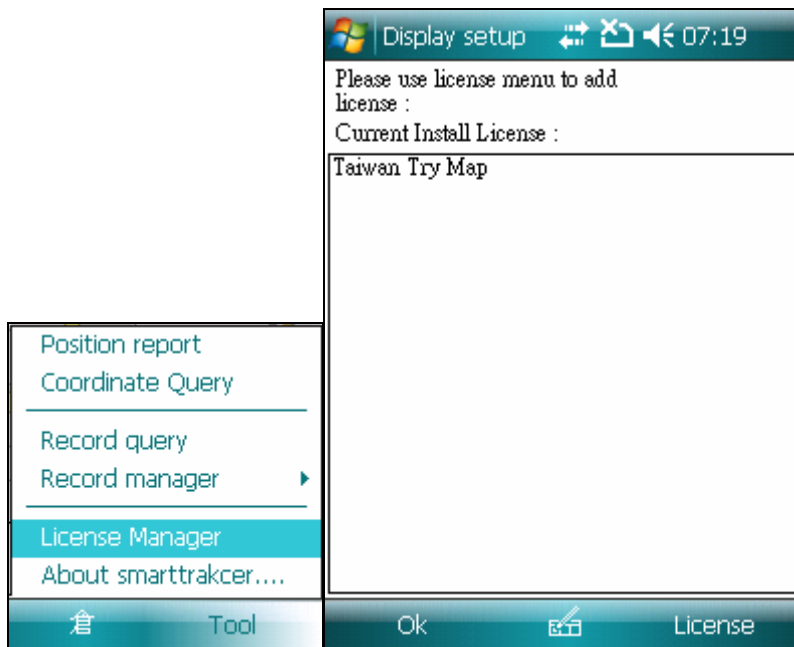 Position report
Coordinate Query
Record query
Record manager
License Manager
About smarttrakcer....
倉
Tool
Display setup
07:19
Please use license menu to add
license :
Current Install License :
Taiwan Try Map
Ok
License